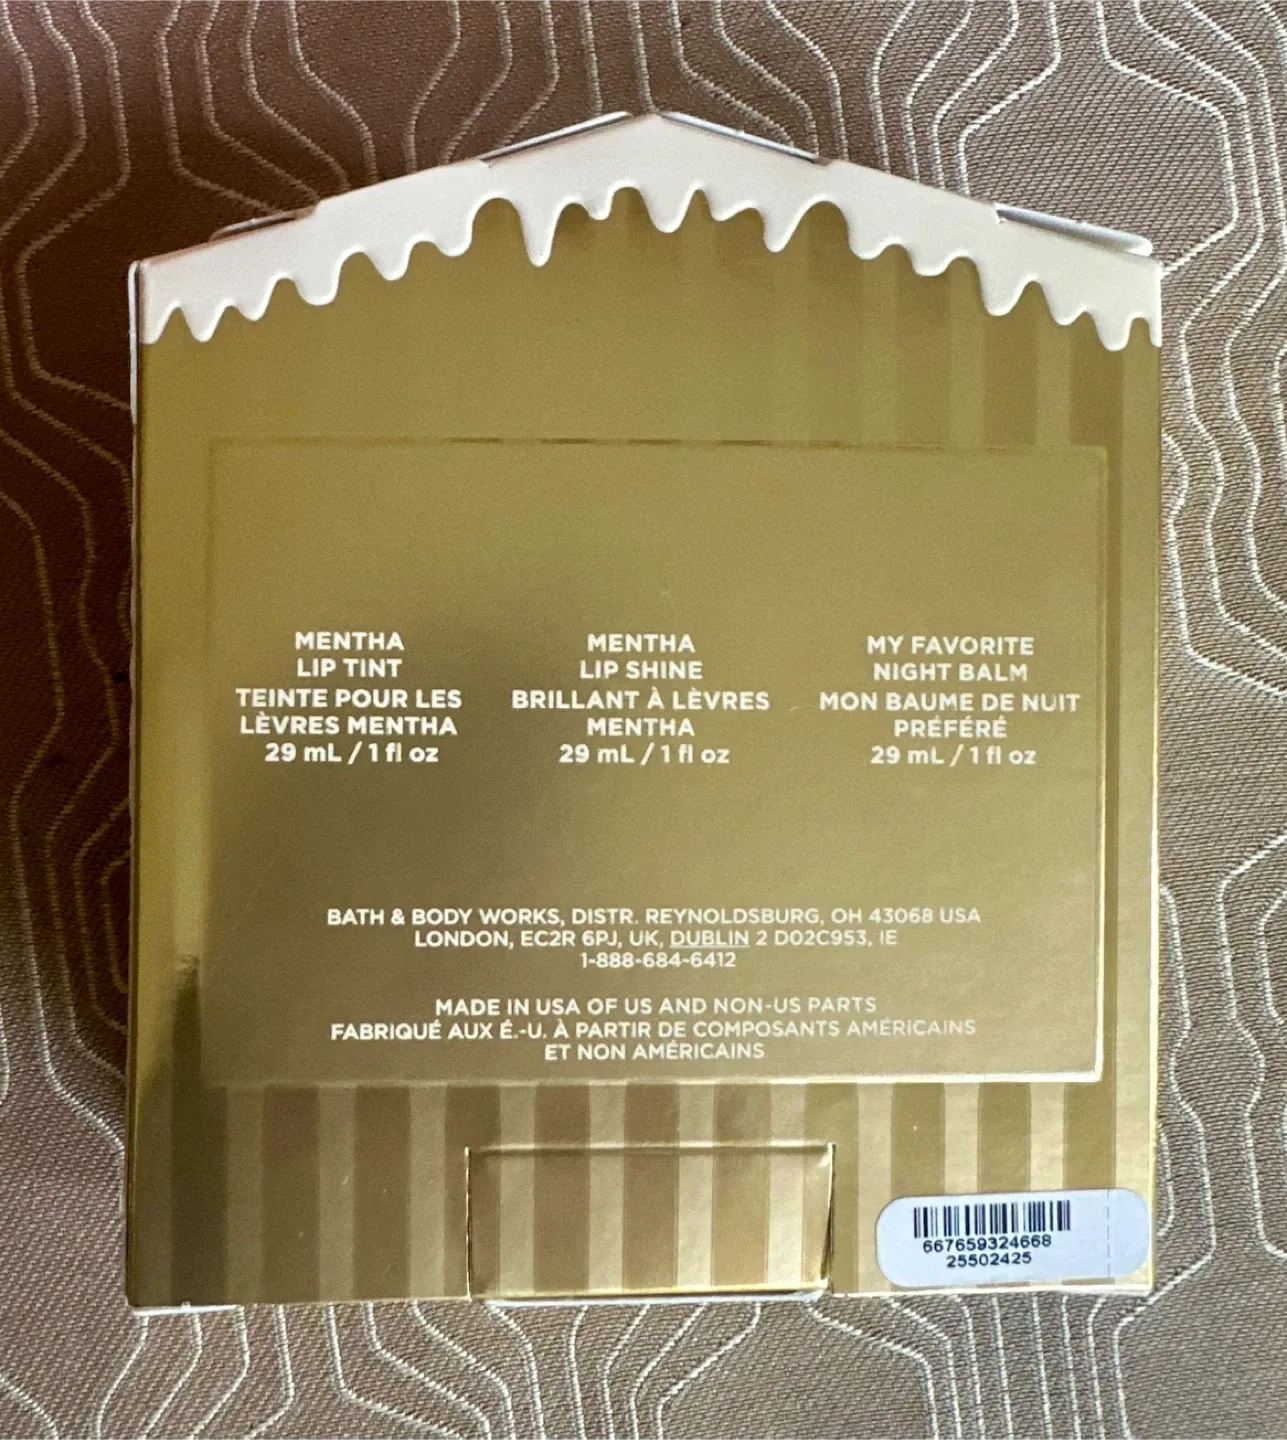 MENTHA
LIP TINT
TEINTE POUR LES
LÈVRES MENTHA
29 mL / 1 fl oz
MENTHA
LIP SHINE
BRILLANT À LÈVRES
MENTHA
29 mL / 1 fl oz
MY FAVORITE
NIGHT BALM
MON BAUME DE NUIT
PRÉFÉRÉ
29 mL / 1 fl oz
BATH & BODY WORKS, DISTR. REYNOLDSBURG, OH 43068 USA
LONDON, EC2R 6PJ, UK, DUBLIN 2 D02C953, IE
1-888-684-6412
MADE IN USA OF US AND NON-US PARTS
FABRIQUÉ AUX É.-U. À PARTIR DE COMPOSANTS AMÉRICAINS
ET NON AMÉRICAINS
667659324668
25502425